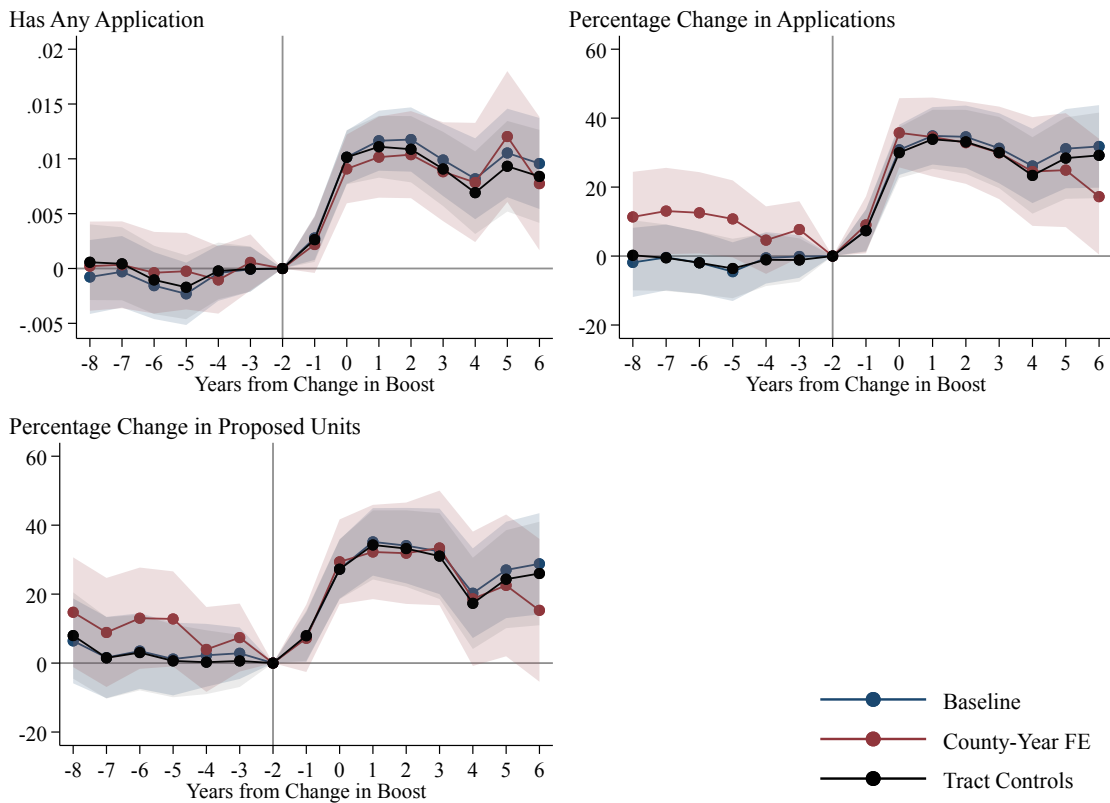 Has Any Application
.02
.015
.01
.005
0
-.005
-8 -7 -6 -5 -4 -3 -2 -1 0 1 2 3 4 5 6
Years from Change in Boost
Percentage Change in Applications
60
40
20
0
-20
-8 -7 -6 -5 -4 -3 -2 -1 0 1 2 3 4 5 6
Years from Change in Boost
Percentage Change in Proposed Units
60
40
20
0
-20
-8 -7 -6 -5 -4 -3 -2 -1 0 1 2 3 4 5 6
Years from Change in Boost
Baseline
County-Year FE
Tract Controls